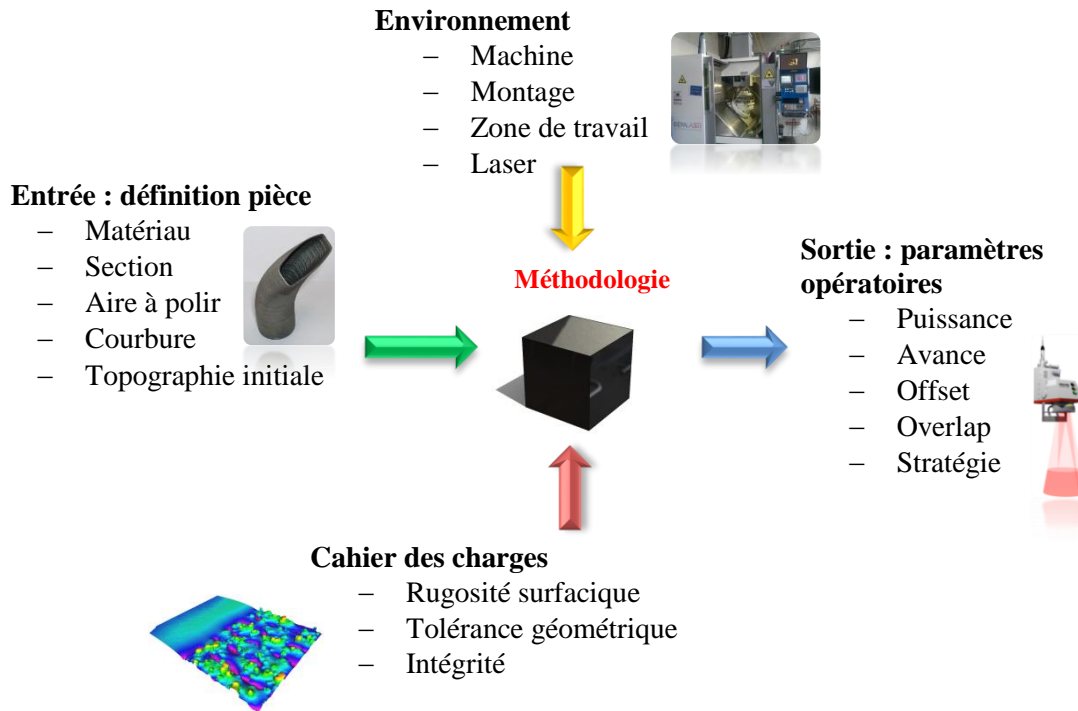 Environnement
– Machine
– Montage
– Zone de travail
– Laser
Entrée : définition pièce
– Matériau
– Section
– Aire à polir
– Courbure
– Topographie initiale
Méthodologie
Sortie : paramètres
opératoires
– Puissance
– Avance
– Offset
– Overlap
– Stratégie
Cahier des charges
– Rugosité surfacique
– Tolérance géométrique
– Intégrité